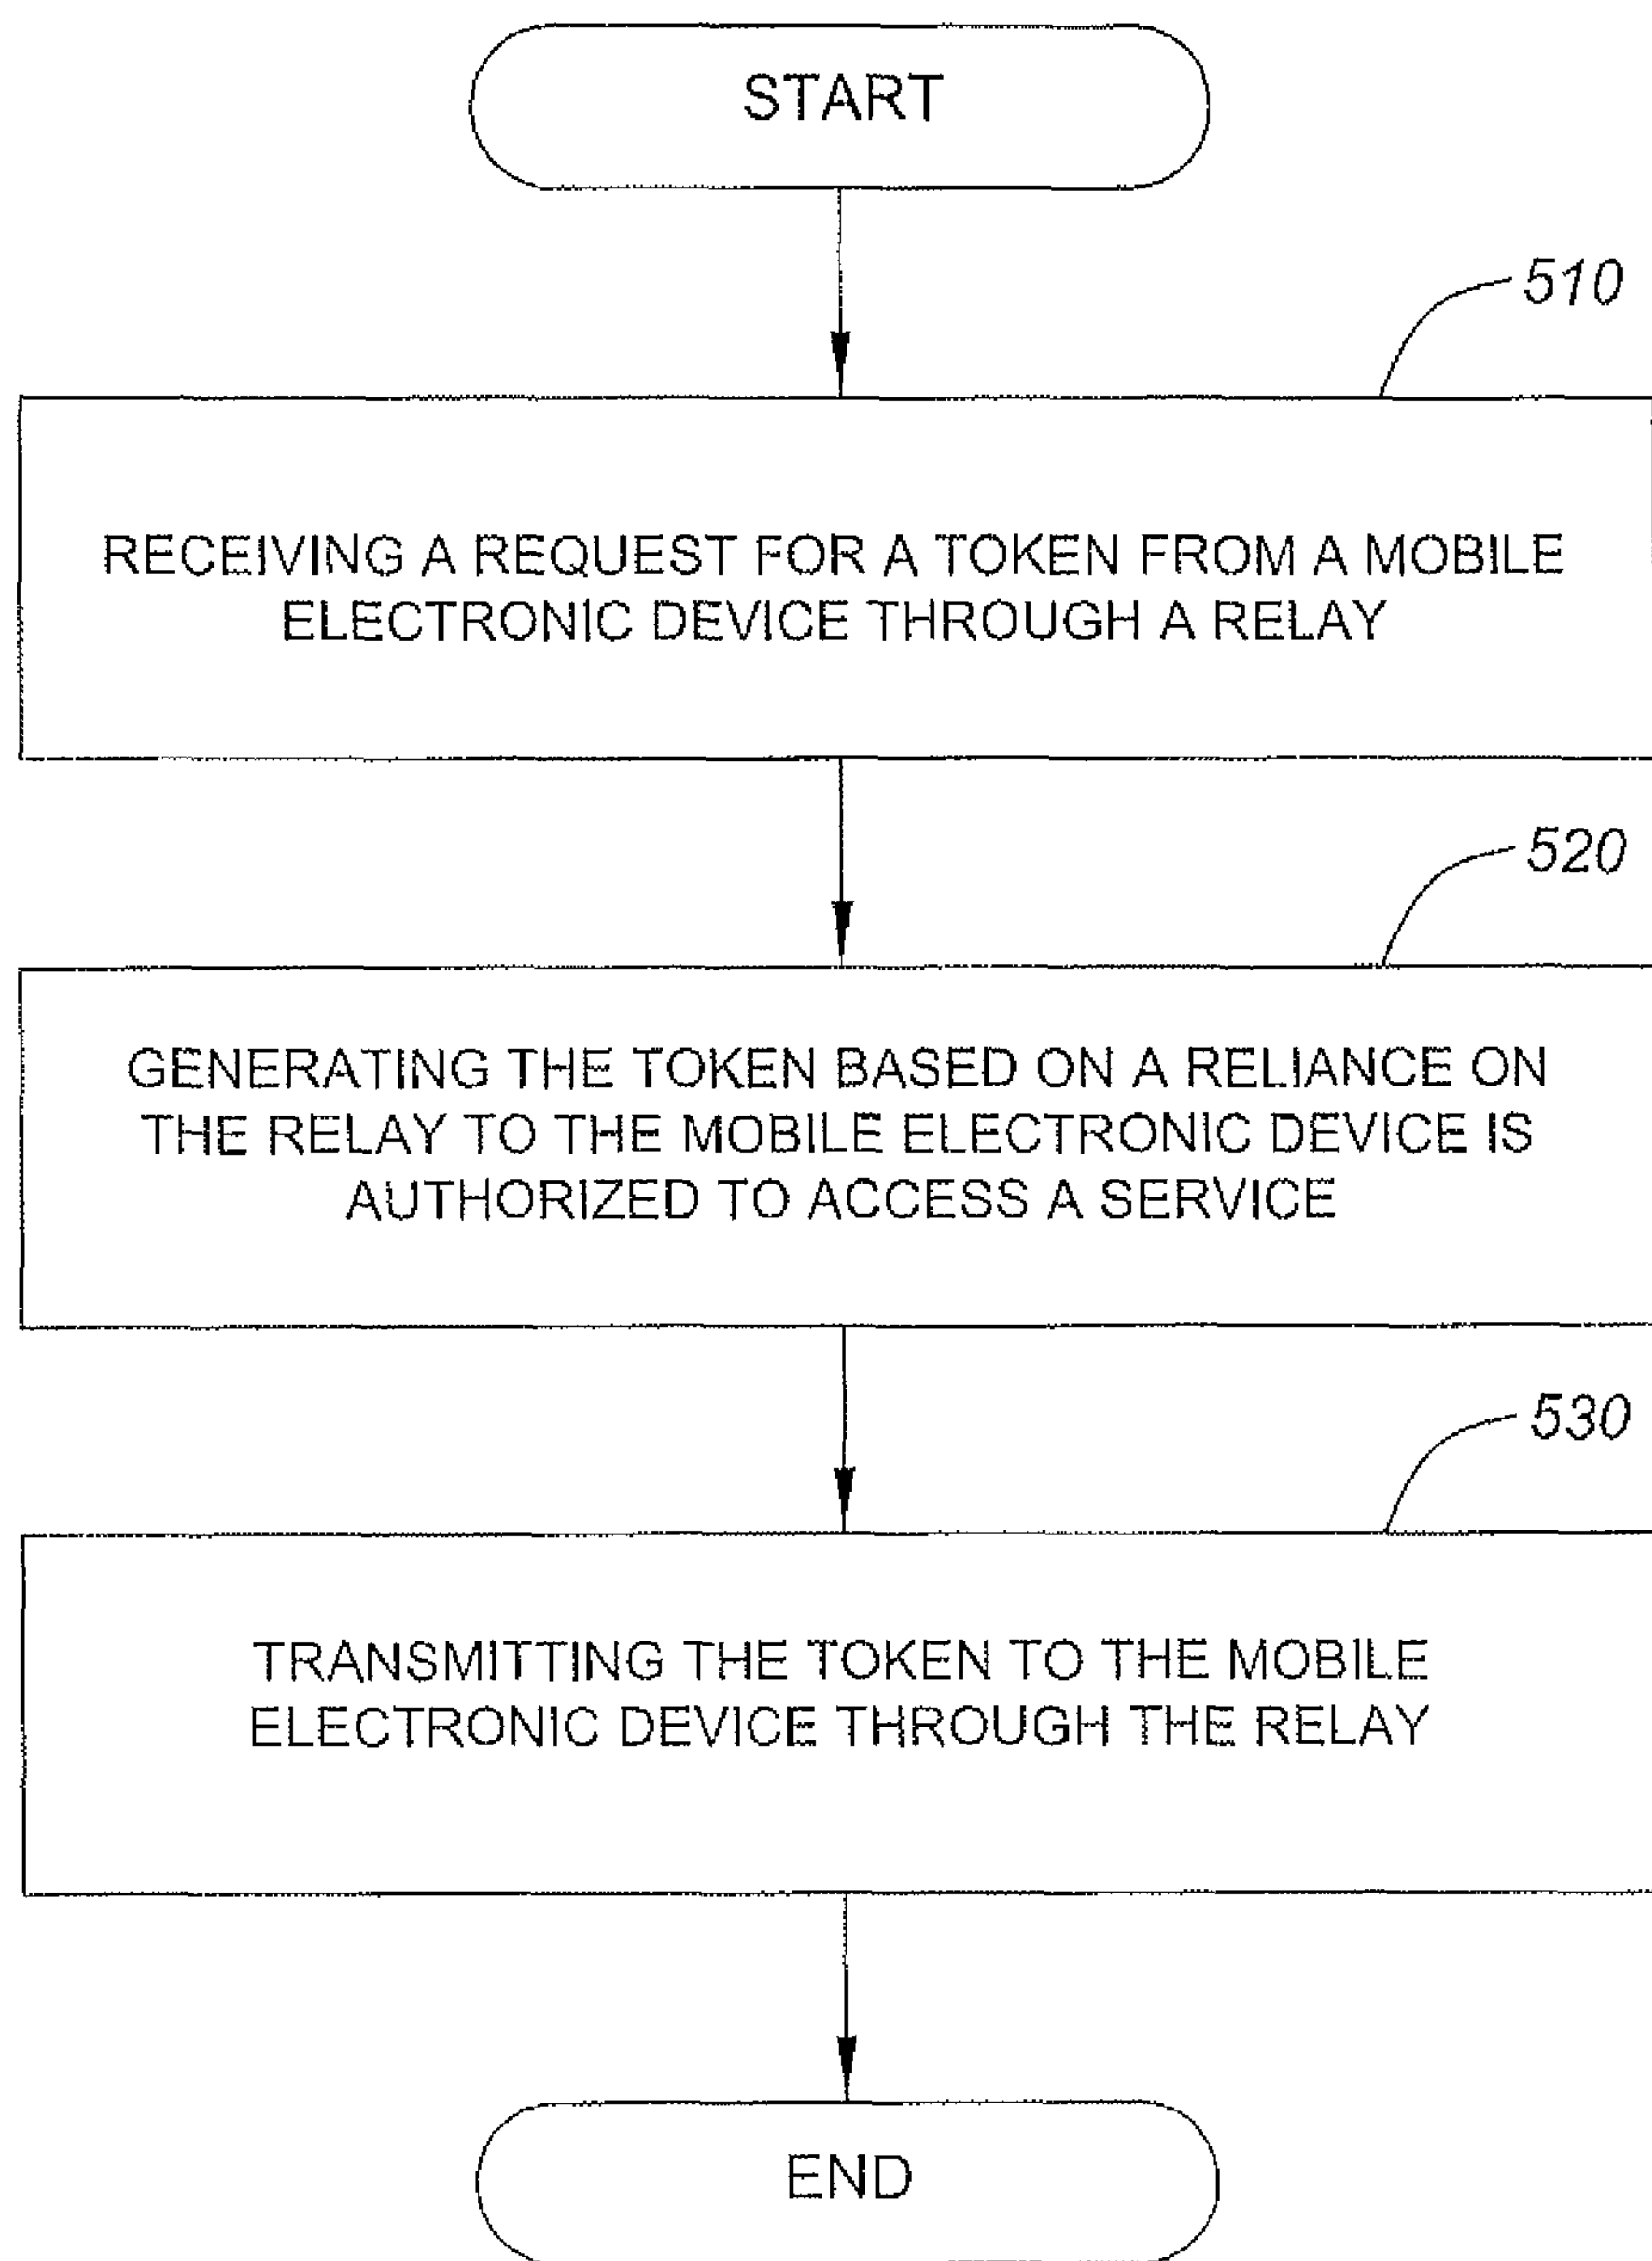 START
510
RECEIVING A REQUEST FOR A TOKEN FROM A MOBILE
ELECTRONIC DEVICE THROUGH A RELAY
520
GENERATING THE TOKEN BASED ON A RELIANCE ON
THE RELAY TO THE MOBILE ELECTRONIC DEVICE IS
AUTHORIZED TO ACCESS A SERVICE
530
TRANSMITTING THE TOKEN TO THE MOBILE
ELECTRONIC DEVICE THROUGH THE RELAY
END